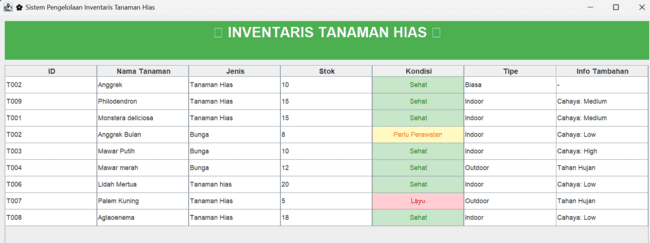 Sistem Pengelolaan Inventaris Tanaman Hias
INVENTARIS TANAMAN HIAS
ID Nama Tanaman Jenis Stok Kondisi Tipe Info Tambahan
T002 Anggrek Tanaman Hias 10 Sehat Biasa -
T009 Philodendron Tanaman Hias 15 Sehat Indoor Cahaya: Medium
T001 Monstera deliciosa Tanaman Hias 15 Sehat Indoor Cahaya: Medium
T002 Anggrek Bulan Bunga 8 Perlu Perawatan Indoor Cahaya: Low
T003 Mawar Putih Bunga 10 Sehat Indoor Cahaya: High
T004 Mawar merah Bunga 12 Sehat Outdoor Tahan Hujan
T006 Lidah Mertua Tanaman hias 20 Sehat Indoor Cahaya: Low
T007 Palem Kuning Tanaman Hias 5 Layu Outdoor Tahan Hujan
T008 Aglaoenema Tanaman Hias 18 Sehat Indoor Cahaya: Low